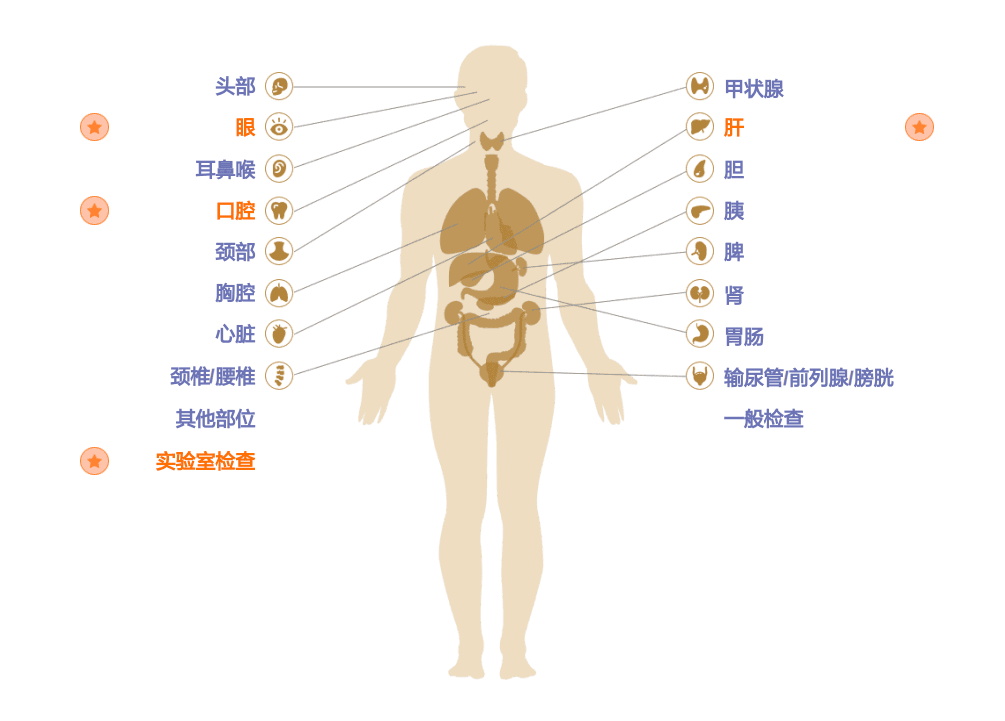 头部
眼
耳鼻喉
口腔
颈部
胸腔
心脏
颈椎/腰椎
其他部位
实验室检查
甲状腺
肝
胆
胰
脾
肾
胃肠
输尿管/前列腺/膀胱
一般检查